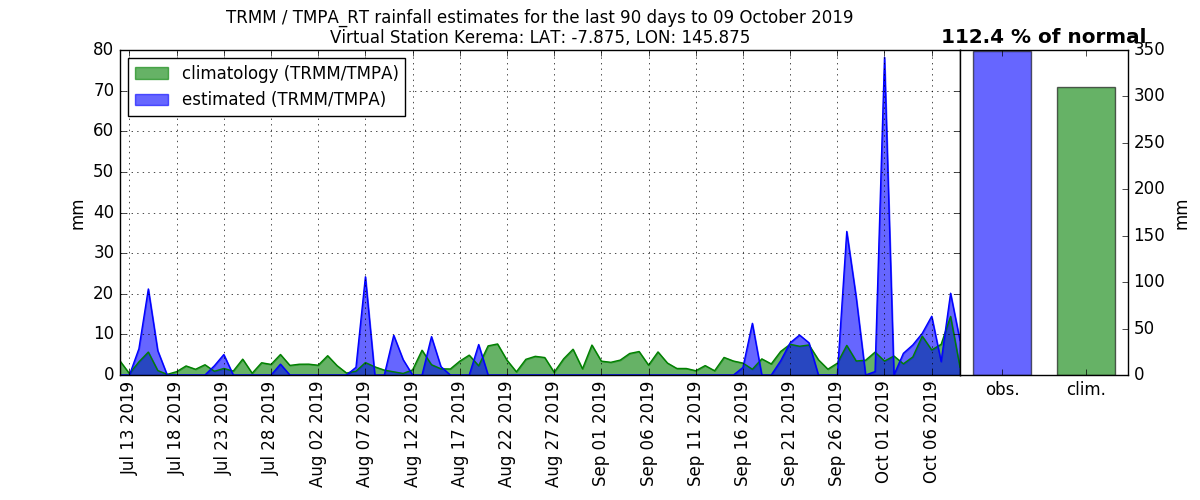 TRMM / TMPA_RT rainfall estimates for the last 90 days to 09 October 2019
Virtual Station Kerema: LAT: -7.875, LON: 145.875
112.4 % of normal
climatology (TRMM/TMPA)
estimated (TRMM/TMPA)
80
70
60
50
40
30
20
10
0
mm
350
300
250
200
150
100
50
0
mm
Jul 13 2019
Jul 18 2019
Jul 23 2019
Jul 28 2019
Aug 02 2019
Aug 07 2019
Aug 12 2019
Aug 17 2019
Aug 22 2019
Aug 27 2019
Sep 01 2019
Sep 06 2019
Sep 11 2019
Sep 16 2019
Sep 21 2019
Sep 26 2019
Oct 01 2019
Oct 06 2019
obs.
clim.